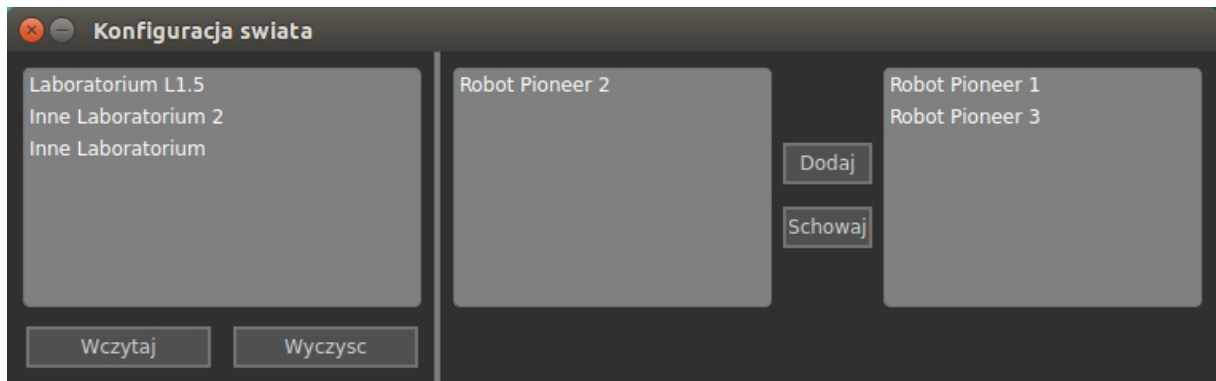 Konfiguracja swiata
Laboratorium L1.5
Inne Laboratorium 2
Inne Laboratorium
Wczytaj
Wyczysc
Robot Pioneer 2
Dodaj
Schowaj
Robot Pioneer 1
Robot Pioneer 3